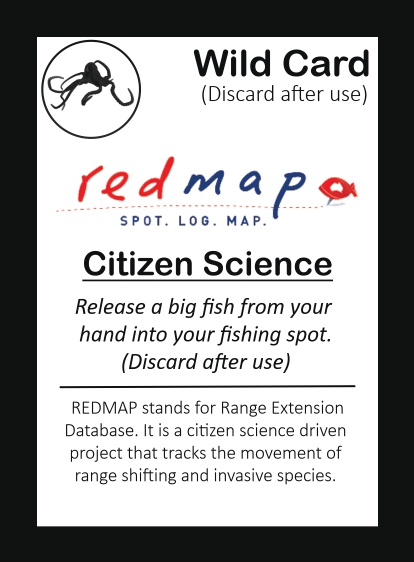 Wild Card
(Discard after use)
redmap
SPOT. LOG. MAP.
Citizen Science
Release a big fish from your
hand into your fishing spot.
(Discard after use)
REDMAP stands for Range Extension
Database. It is a citizen science driven
project that tracks the movement of
range shifting and invasive species.